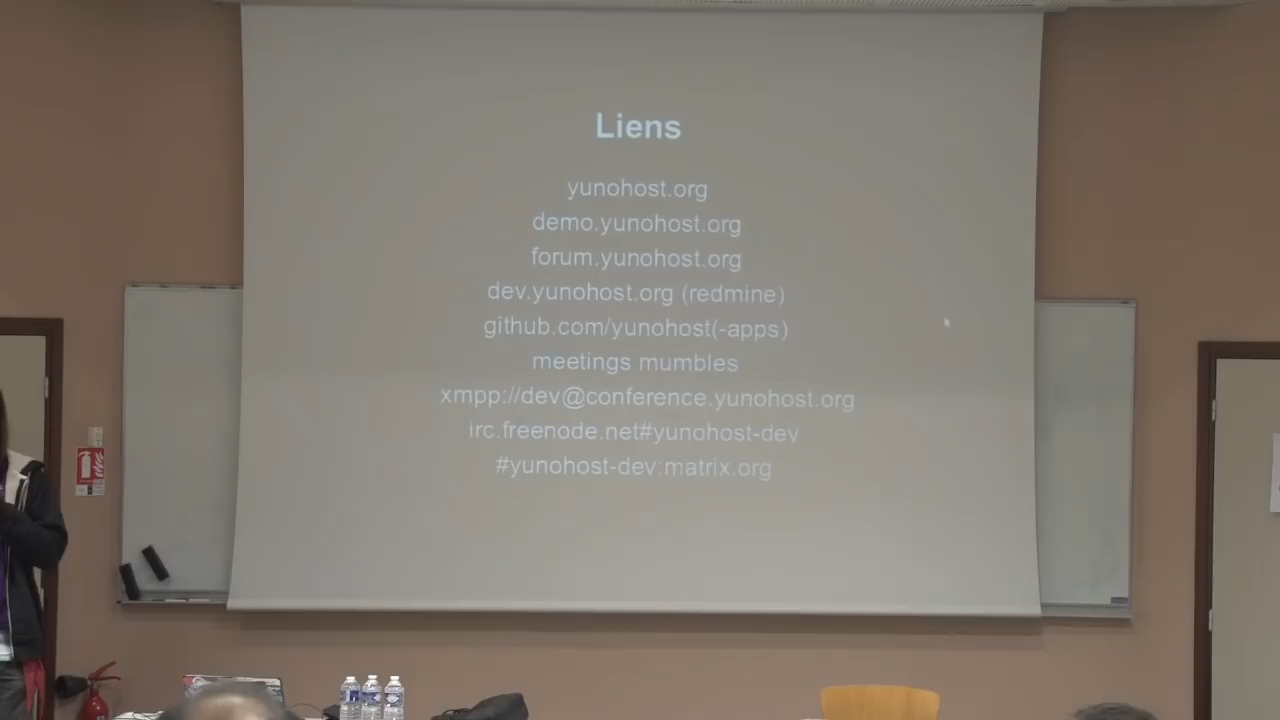 Liens
yunohost.org
demo.yunohost.org
forum.yunohost.org
dev.yunohost.org (redmine)
github.com/yunohost(-apps)
meetings mumbles
xmpp://dev@conference.yunohost.org
irc.freenode.net#yunohost-dev
#yunohost-dev:matrix.org